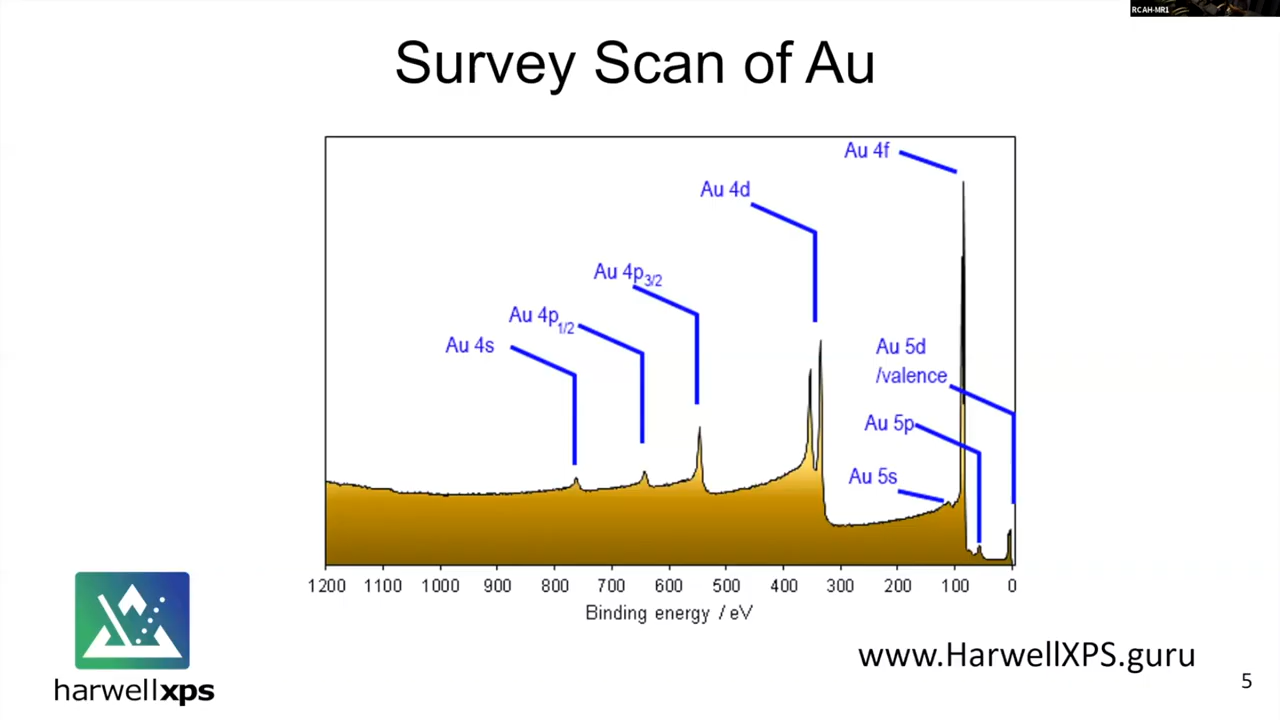 RCAH-MR1
Survey Scan of Au
Au 4f
Au 4d
Au 4p3/2
Au 4p1/2
Au 4s
Au 5d
/valence
Au 5p
Au 5s
1200 1100 1000 900 800 700 600 500 400 300 200 100 0
Binding energy / eV
harwellxps
www.HarwellXPS.guru
5